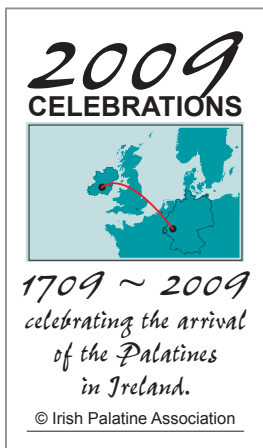 2009
CELEBRATIONS
1709 ~ 2009
celebrating the arrival
of the Palatines
in Ireland.
© Irish Palatine Association